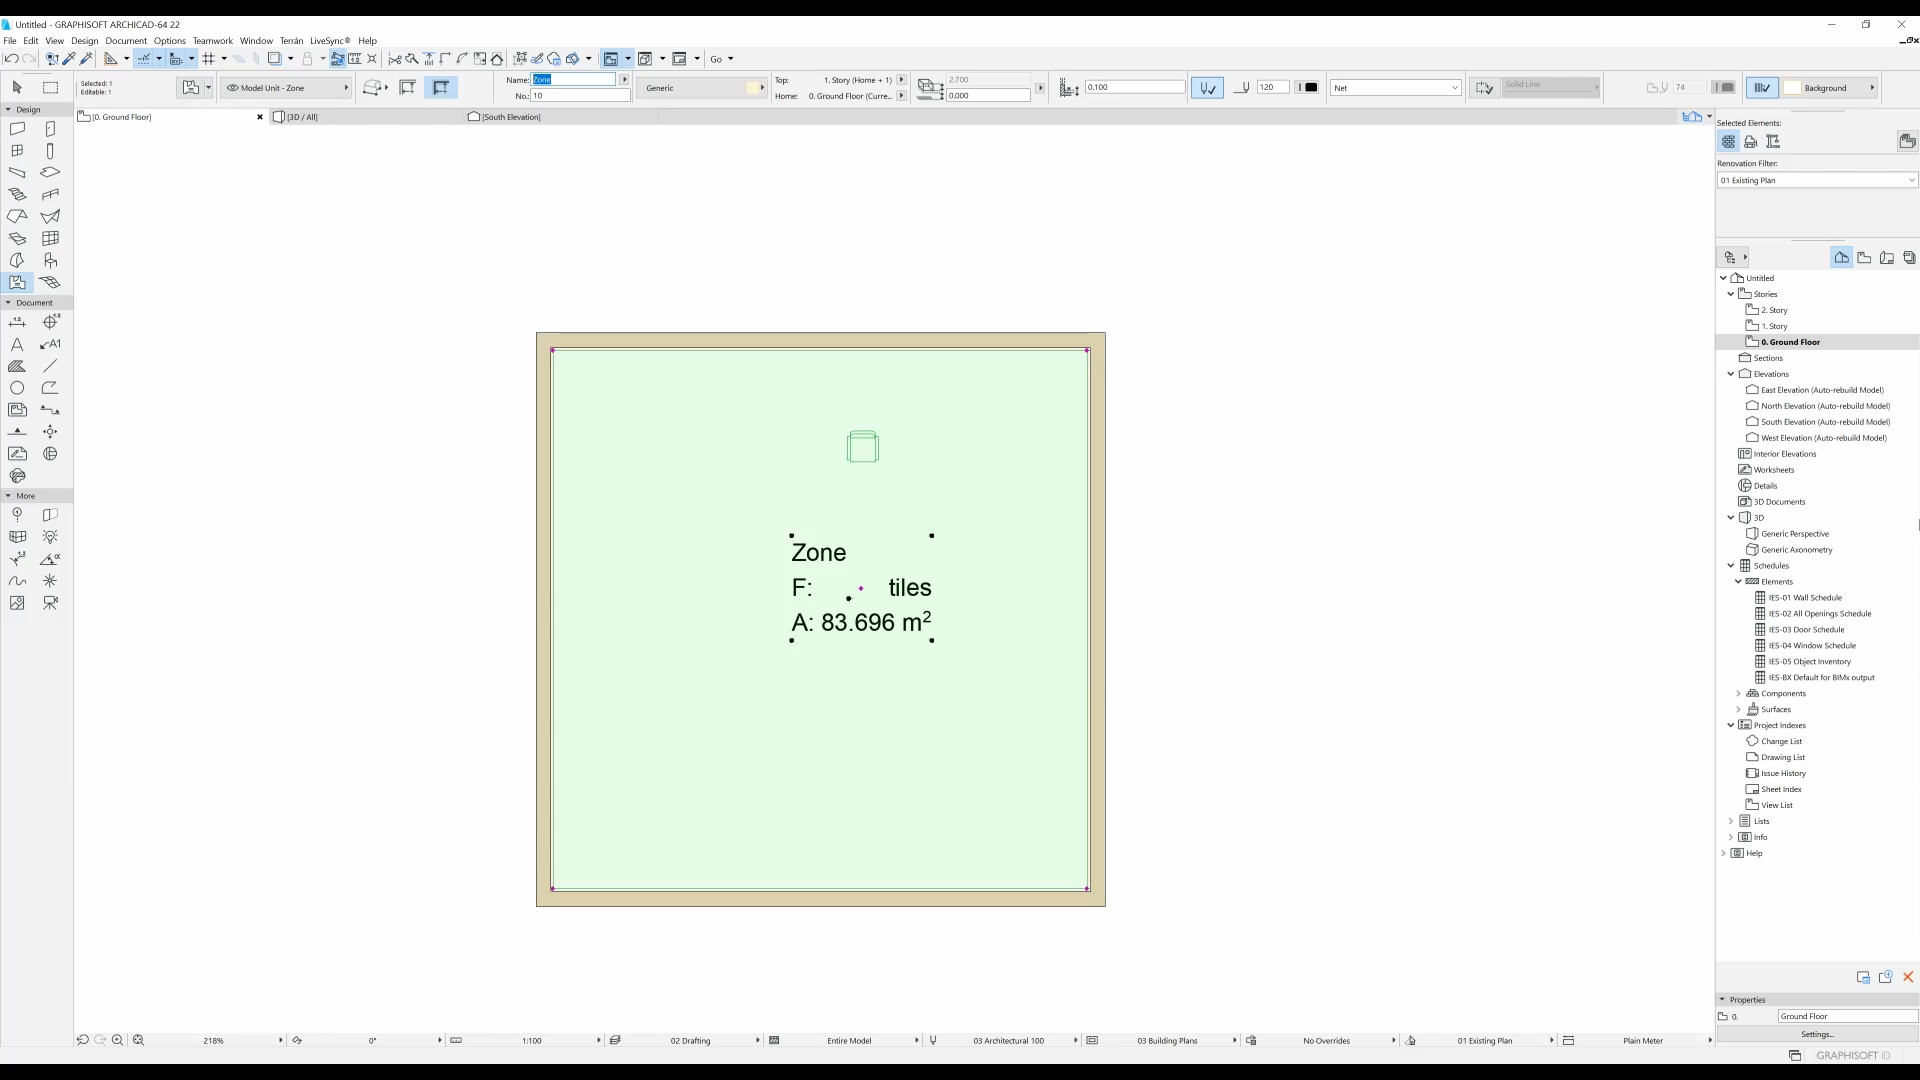 Untitled - GRAPHISOFT ARCHICAD-64 22
File Edit View Design Document Options Teamwork Window Terrán LiveSync® Help
Go
Selected: 1
Editable: 1
Model Unit - Zone
Name: Zone
No.: 10
Generic
Top: 1. Story (Home + 1)
Home: 0. Ground Floor (Curre...
2.700
0.000
0.100
120
Net
Solid Line
74
Background
Design
[0. Ground Floor]
[3D / All]
[South Elevation]
Document
More
Zone
F: tiles
A: 83.696 m²
Selected Elements:
Renovation Filter:
01 Existing Plan
Untitled
Stories
2. Story
1. Story
0. Ground Floor
Sections
Elevations
East Elevation (Auto-rebuild Model)
North Elevation (Auto-rebuild Model)
South Elevation (Auto-rebuild Model)
West Elevation (Auto-rebuild Model)
Interior Elevations
Worksheets
Details
3D Documents
3D
Generic Perspective
Generic Axonometry
Schedules
Elements
IES-01 Wall Schedule
IES-02 All Openings Schedule
IES-03 Door Schedule
IES-04 Window Schedule
IES-05 Object Inventory
IES-BX Default for BIMx output
Components
Surfaces
Project Indexes
Change List
Drawing List
Issue History
Sheet Index
View List
Lists
Info
Help
Properties
0. Ground Floor
Settings...
218%
0°
1:100
02 Drafting
Entire Model
03 Architectural 100
03 Building Plans
No Overrides
01 Existing Plan
Plain Meter
GRAPHISOFT ID